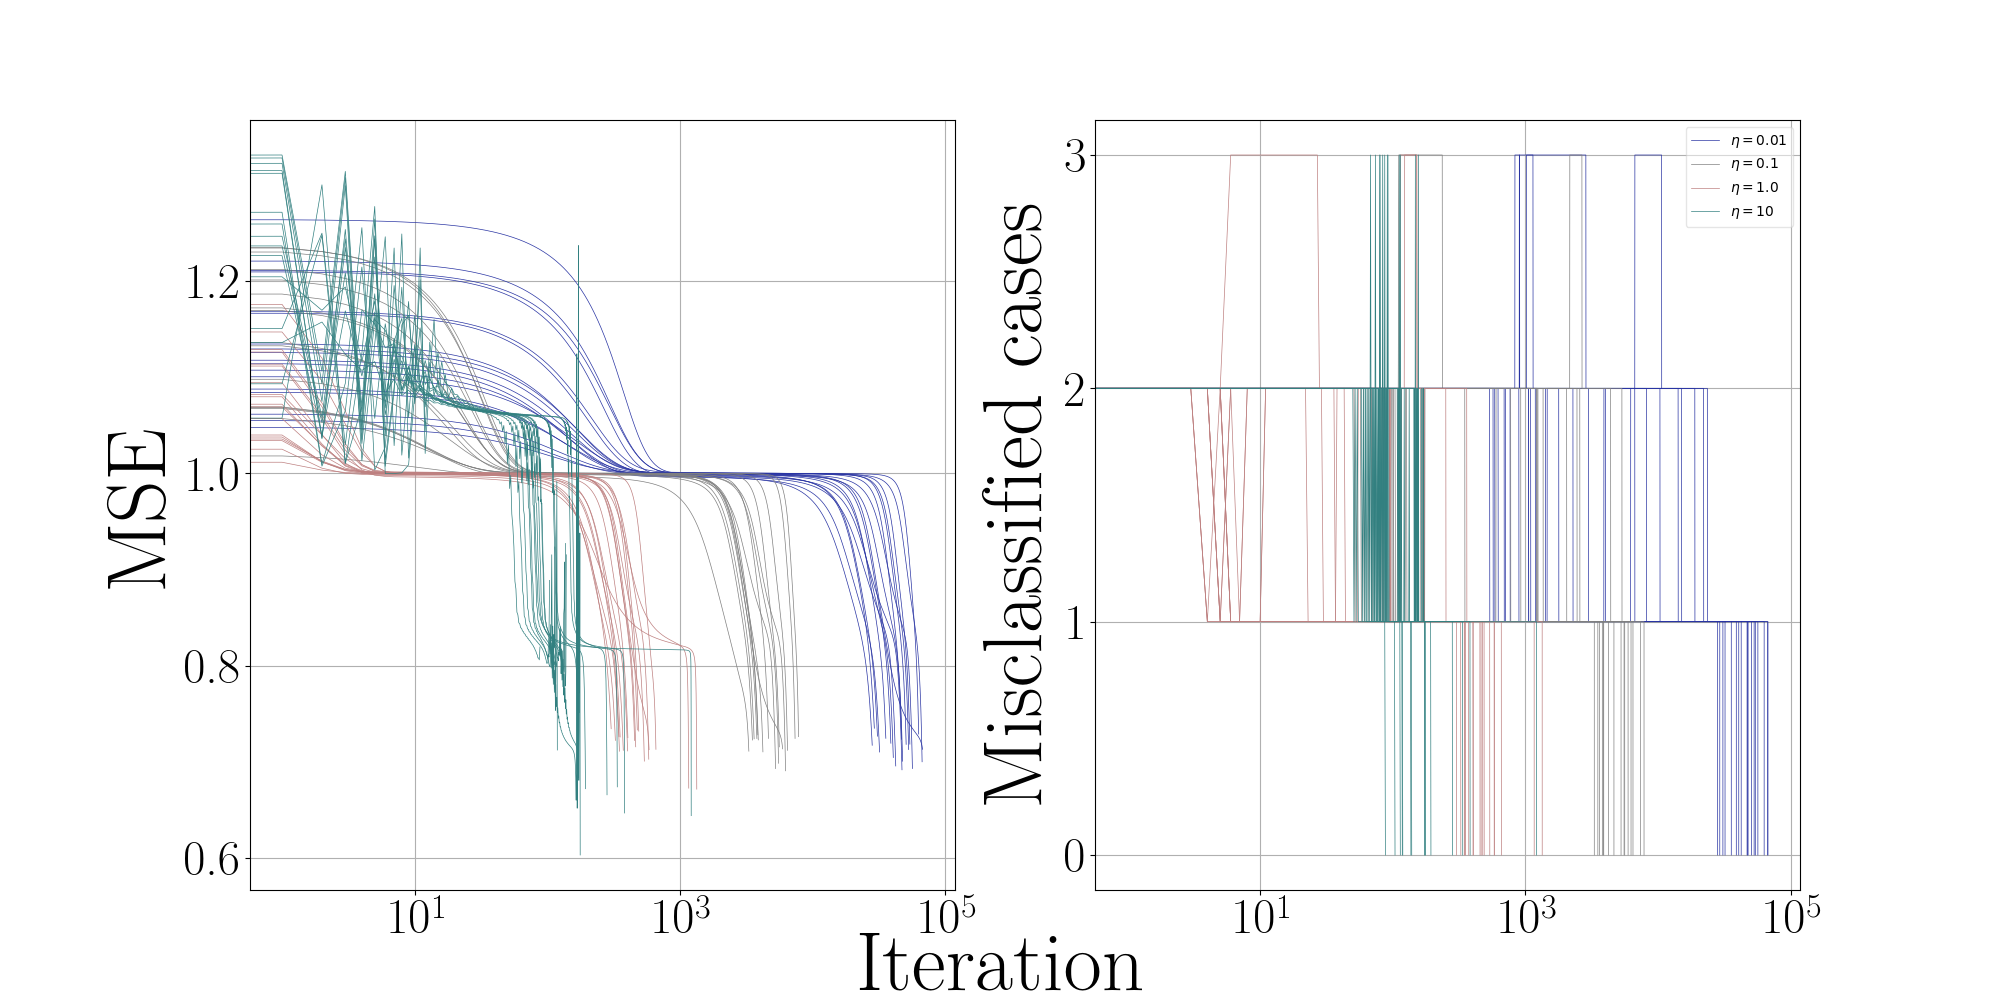 MSE
1.2
1.0
0.8
0.6
10^1
10^3
10^5
Misclassified cases
3
2
1
0
10^1
10^3
10^5
η = 0.01
η = 0.1
η = 1.0
η = 10
Iteration